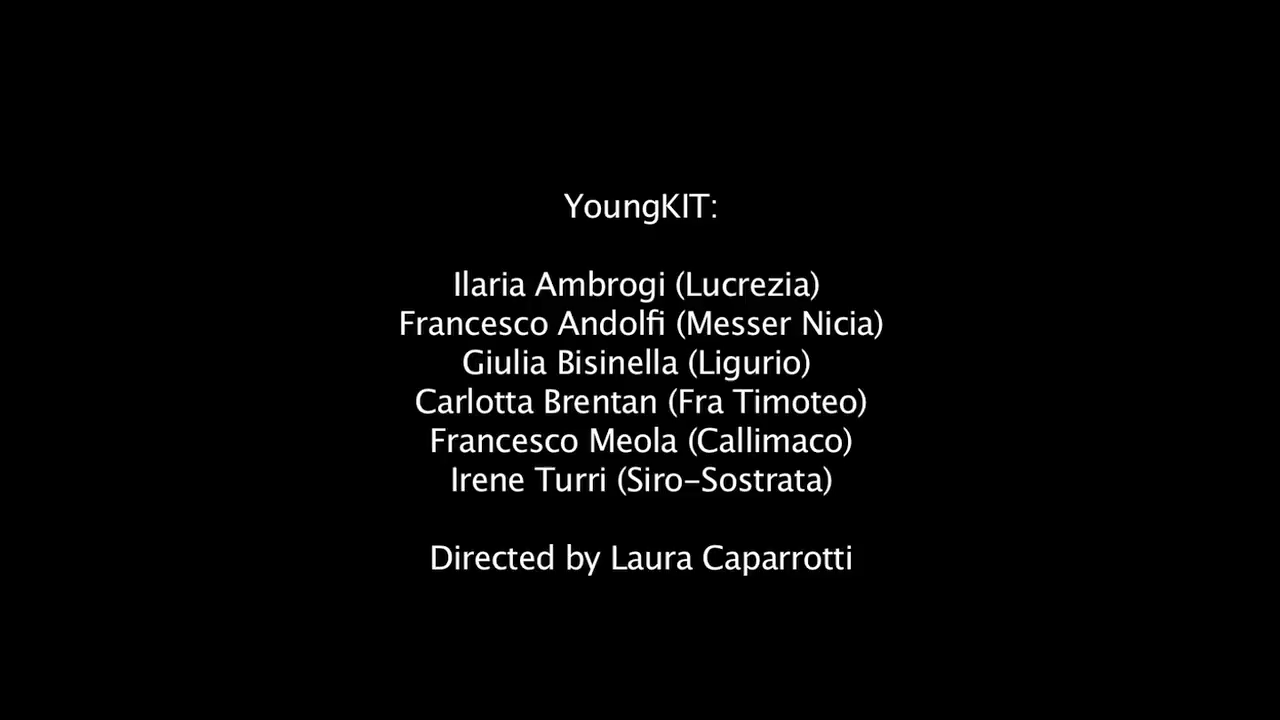 YoungKIT:
Ilaria Ambrogi (Lucrezia)
Francesco Andolfi (Messer Nicia)
Giulia Bisinella (Ligurio)
Carlotta Brentan (Fra Timoteo)
Francesco Meola (Callimaco)
Irene Turri (Siro-Sostrata)
Directed by Laura Caparrotti